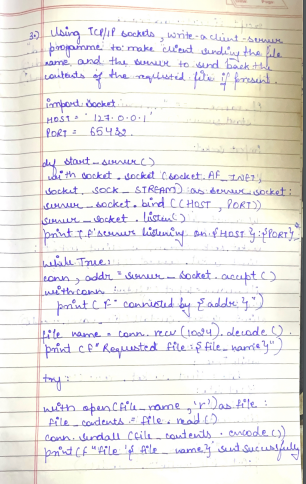 3.) Using TCP/IP sockets, write a client-server
programme to make client sending the file
name, and the server to send back the
contents of the requested file if present.
import socket
HOST = '127.0.0.1'
PORT = 65432
def start_server()
with socket.socket (socket.AF_INET,
socket, SOCK_STREAM) as server_socket:
server_socket.bind ((HOST, PORT))
server_socket.listen()
print (f'server listening on {HOST}:{PORT}
while True:
conn, addr = server_socket.accept()
with conn
print (f" connected by {addr}")
file name = conn.recv (1024).decode()
print (f" Requested file: {file_name}")
try:
with open (file_name, 'r') as file:
file_contents = file.read()
conn.sendall (file_contents.encode())
print (f "File '{file_name}' sent successfully